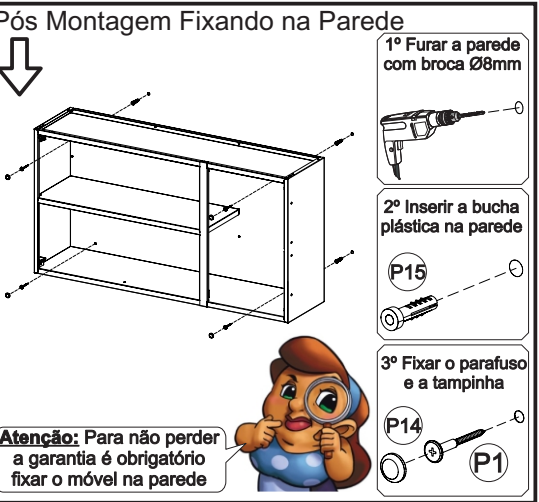 Pós Montagem Fixando na Parede
1º Furar a parede
com broca Ø8mm
2º Inserir a bucha
plástica na parede
P15
3º Fixar o parafuso
e a tampinha
P14
P1
Atenção: Para não perder
a garantia é obrigatório
fixar o móvel na parede